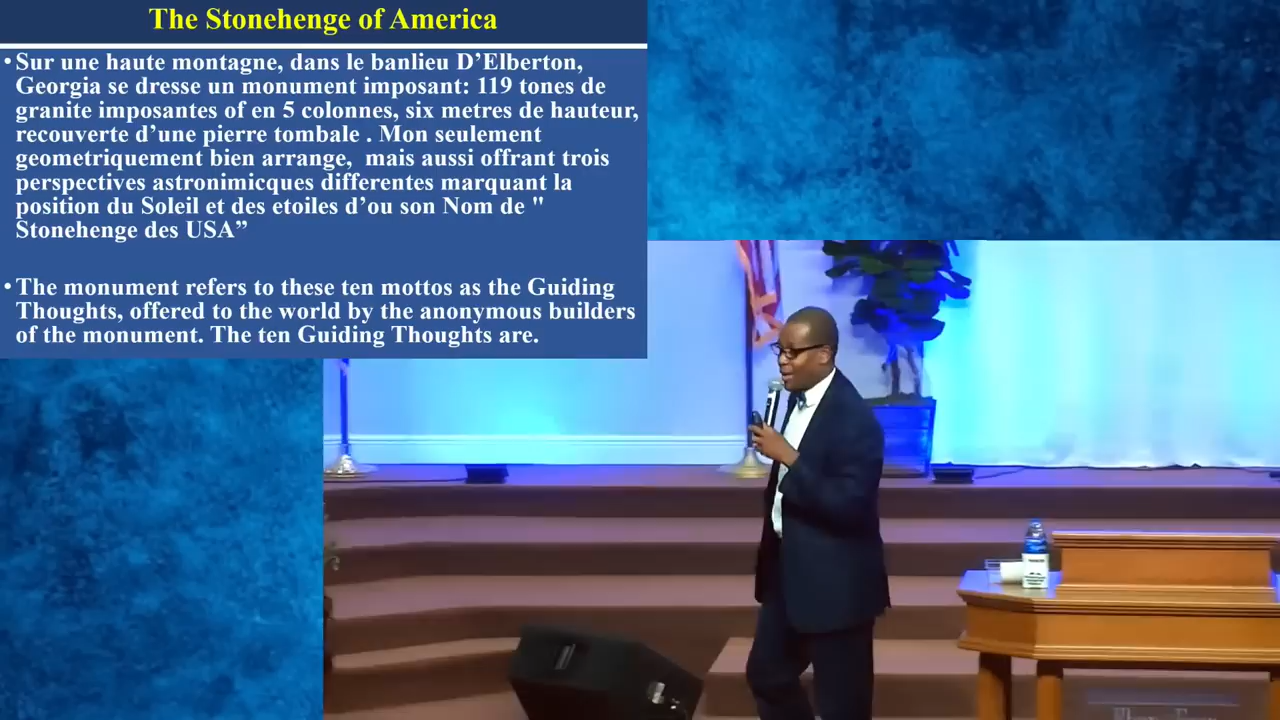 The Stonehenge of America
• Sur une haute montagne, dans le banlieu D’Elberton,
Georgia se dresse un monument imposant: 119 tones de
granite imposantes of en 5 colonnes, six metres de hauteur,
recouverte d’une pierre tombale . Mon seulement
geometriquement bien arrange, mais aussi offrant trois
perspectives astronimicques differentes marquant la
position du Soleil et des etoiles d’ou son Nom de "
Stonehenge des USA”
• The monument refers to these ten mottos as the Guiding
Thoughts, offered to the world by the anonymous builders
of the monument. The ten Guiding Thoughts are.